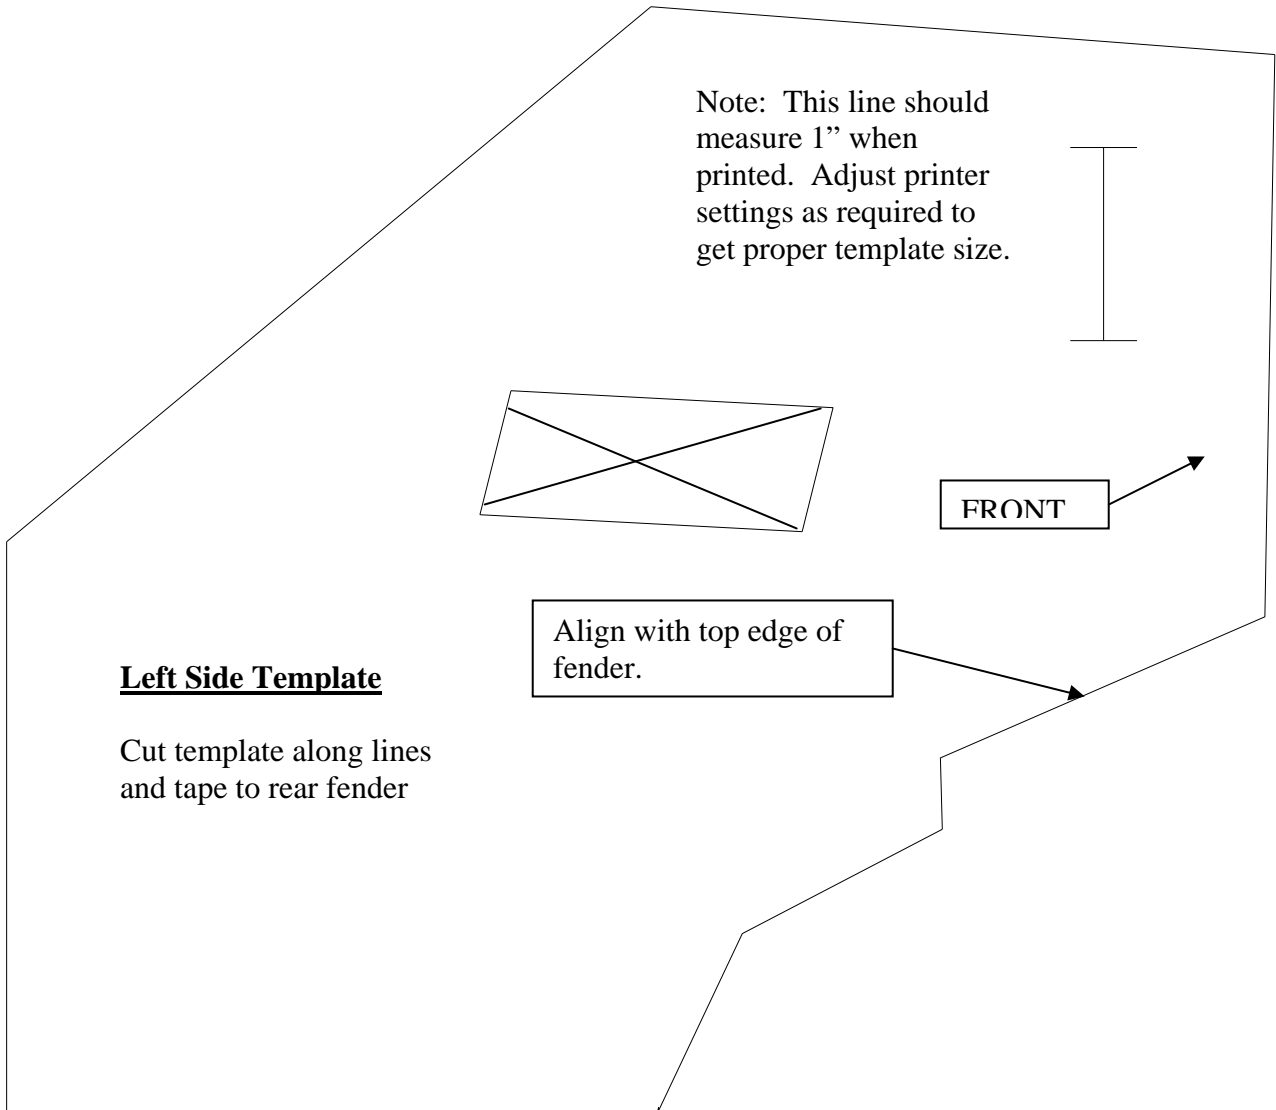 Note:  This line should
measure 1” when
printed.  Adjust printer
settings as required to
get proper template size.
FRONT
Align with top edge of
fender.
Left Side Template
Cut template along lines
and tape to rear fender